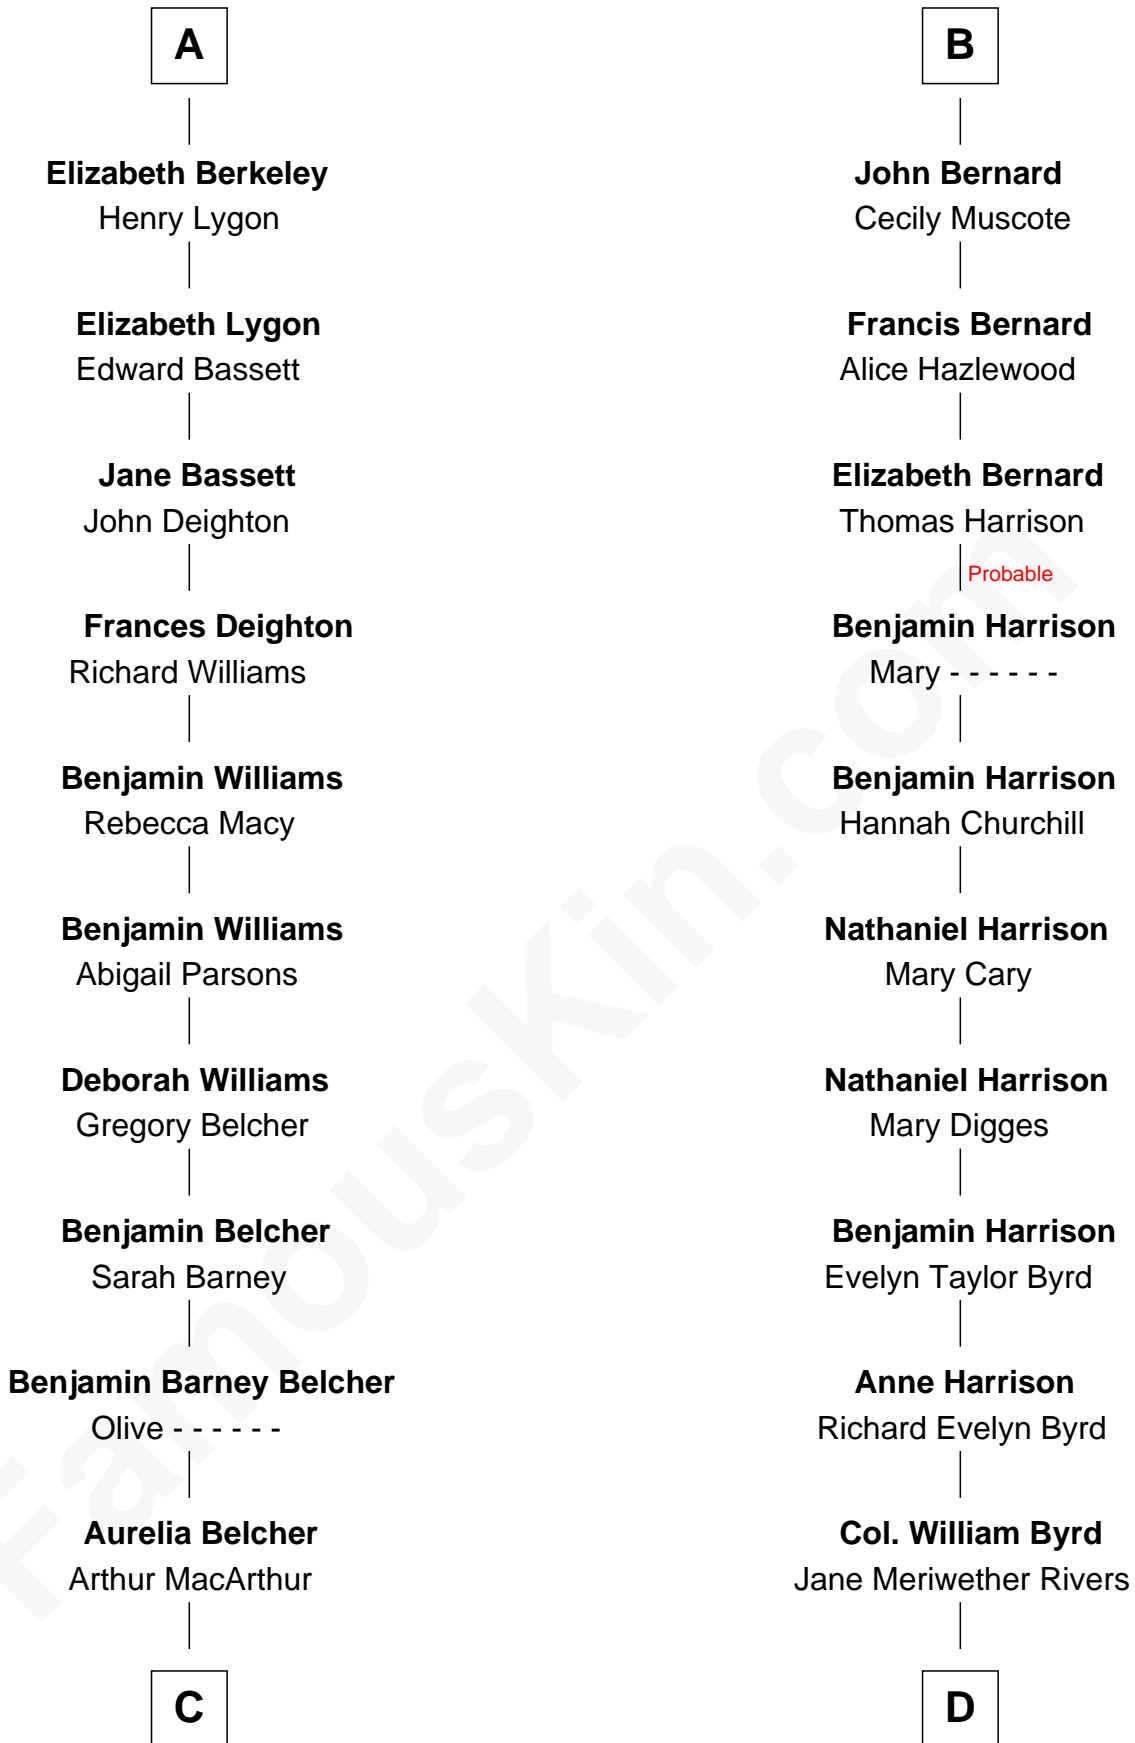 A
Elizabeth Berkeley
Henry Lygon
Elizabeth Lygon
Edward Bassett
Jane Bassett
John Deighton
Frances Deighton
Richard Williams
Benjamin Williams
Rebecca Macy
Benjamin Williams
Abigail Parsons
Deborah Williams
Gregory Belcher
Benjamin Belcher
Sarah Barney
Benjamin Barney Belcher
Olive - - - - - -
Aurelia Belcher
Arthur MacArthur
C
B
John Bernard
Cecily Muscote
Francis Bernard
Alice Hazlewood
Elizabeth Bernard
Thomas Harrison
Probable
Benjamin Harrison
Mary - - - - - -
Benjamin Harrison
Hannah Churchill
Nathaniel Harrison
Mary Cary
Nathaniel Harrison
Mary Digges
Benjamin Harrison
Evelyn Taylor Byrd
Anne Harrison
Richard Evelyn Byrd
Col. William Byrd
Jane Meriwether Rivers
D
FamousKin.com